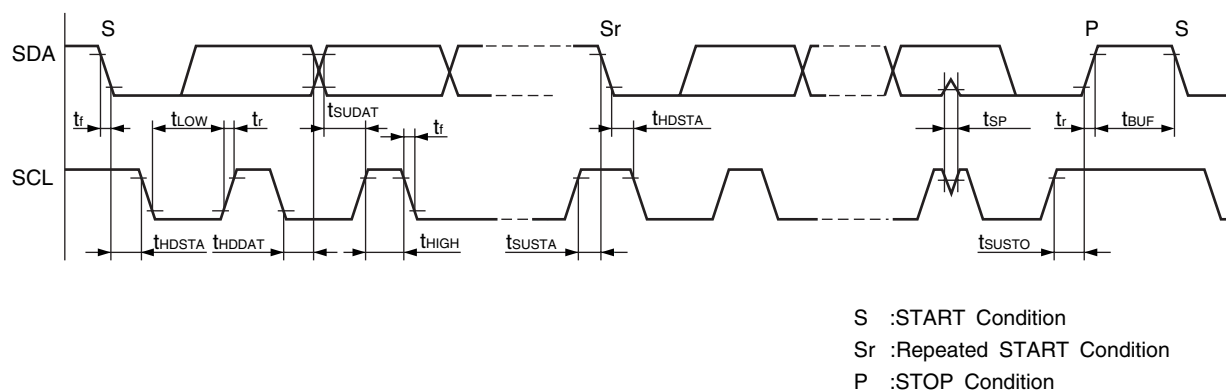 S Sr P S
SDA
tf tLOW tr tSUDAT tf tHDSTA tSP tr tBUF
SCL
tHDSTA tHDDAT tHIGH tSUSTA tSUSTO
S :START Condition
Sr :Repeated START Condition
P :STOP Condition